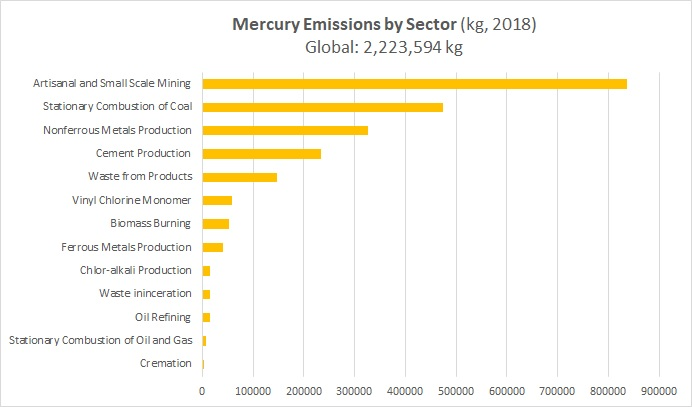 Mercury Emissions by Sector (kg, 2018)
Global: 2,223,594 kg
Artisanal and Small Scale Mining
Stationary Combustion of Coal
Nonferrous Metals Production
Cement Production
Waste from Products
Vinyl Chlorine Monomer
Biomass Burning
Ferrous Metals Production
Chlor-alkali Production
Waste ininceration
Oil Refining
Stationary Combustion of Oil and Gas
Cremation
0 100000 200000 300000 400000 500000 600000 700000 800000 900000